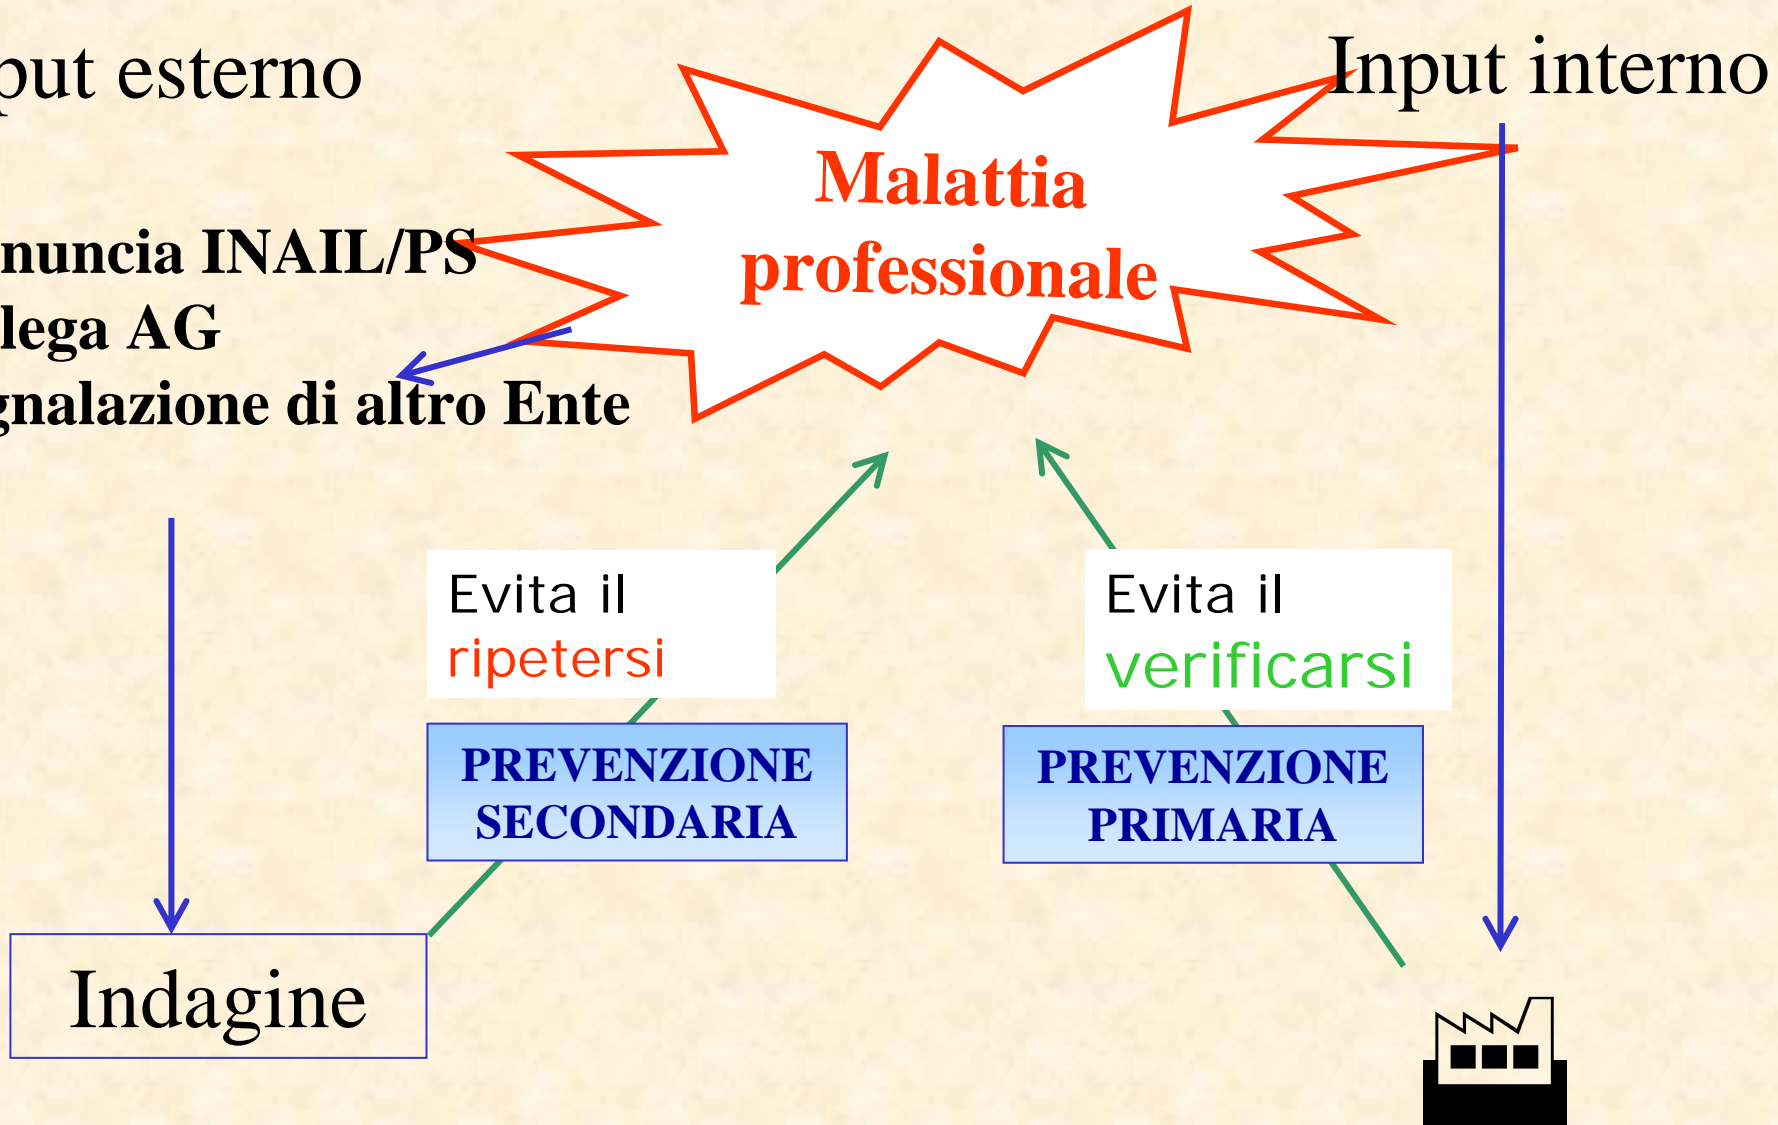 put esterno
Input interno
Malattia
professionale
nuncia INAIL/PS
lega AG
gnalazione di altro Ente
Evita il
ripetersi
Evita il
verificarsi
PREVENZIONE
SECONDARIA
PREVENZIONE
PRIMARIA
Indagine